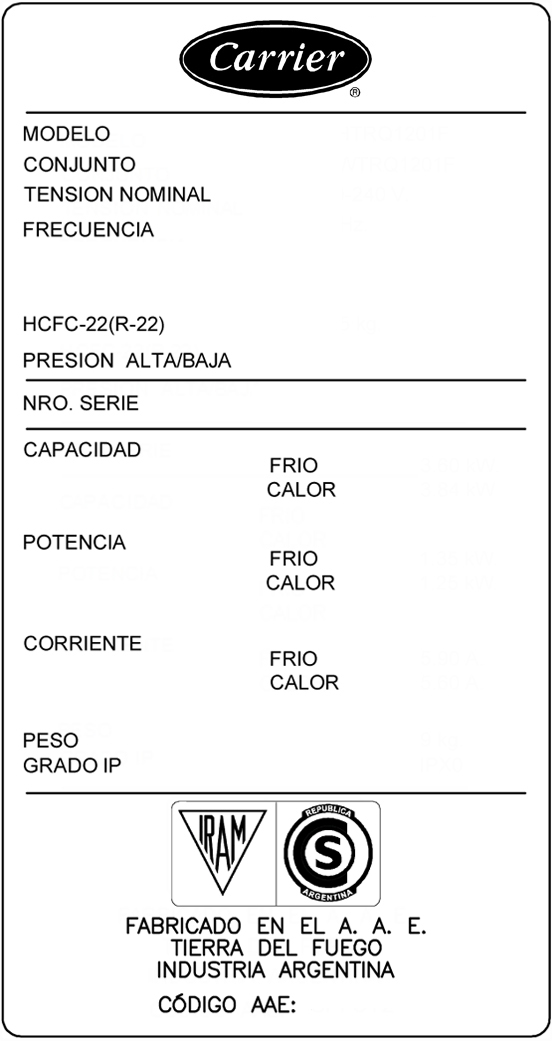 Carrier
®
MODELO
CONJUNTO
TENSION NOMINAL
FRECUENCIA
HCFC-22(R-22)
PRESION ALTA/BAJA
NRO. SERIE
CAPACIDAD
FRIO
CALOR
POTENCIA
FRIO
CALOR
CORRIENTE
FRIO
CALOR
PESO
GRADO IP
IRAM
REPUBLICA
S
ARGENTINA
FABRICADO EN EL A. A. E.
TIERRA DEL FUEGO
INDUSTRIA ARGENTINA
CÓDIGO AAE: